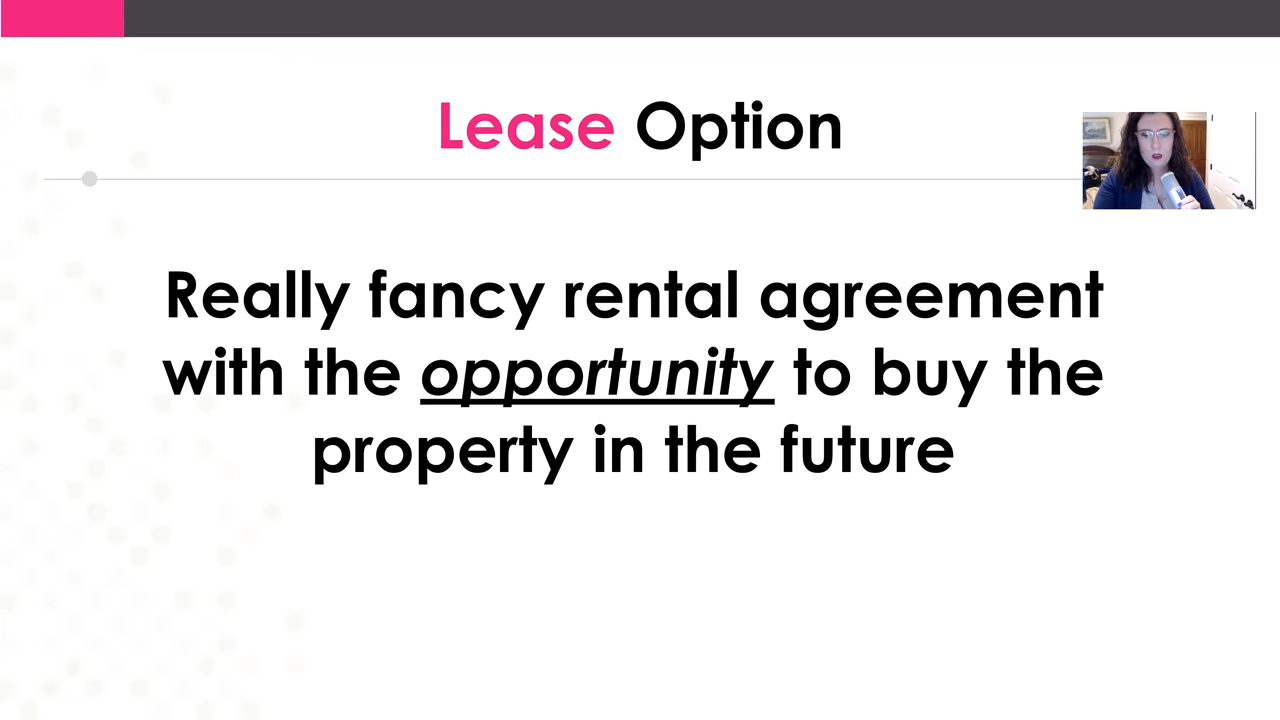 Lease Option
Really fancy rental agreement
with the opportunity to buy the
property in the future